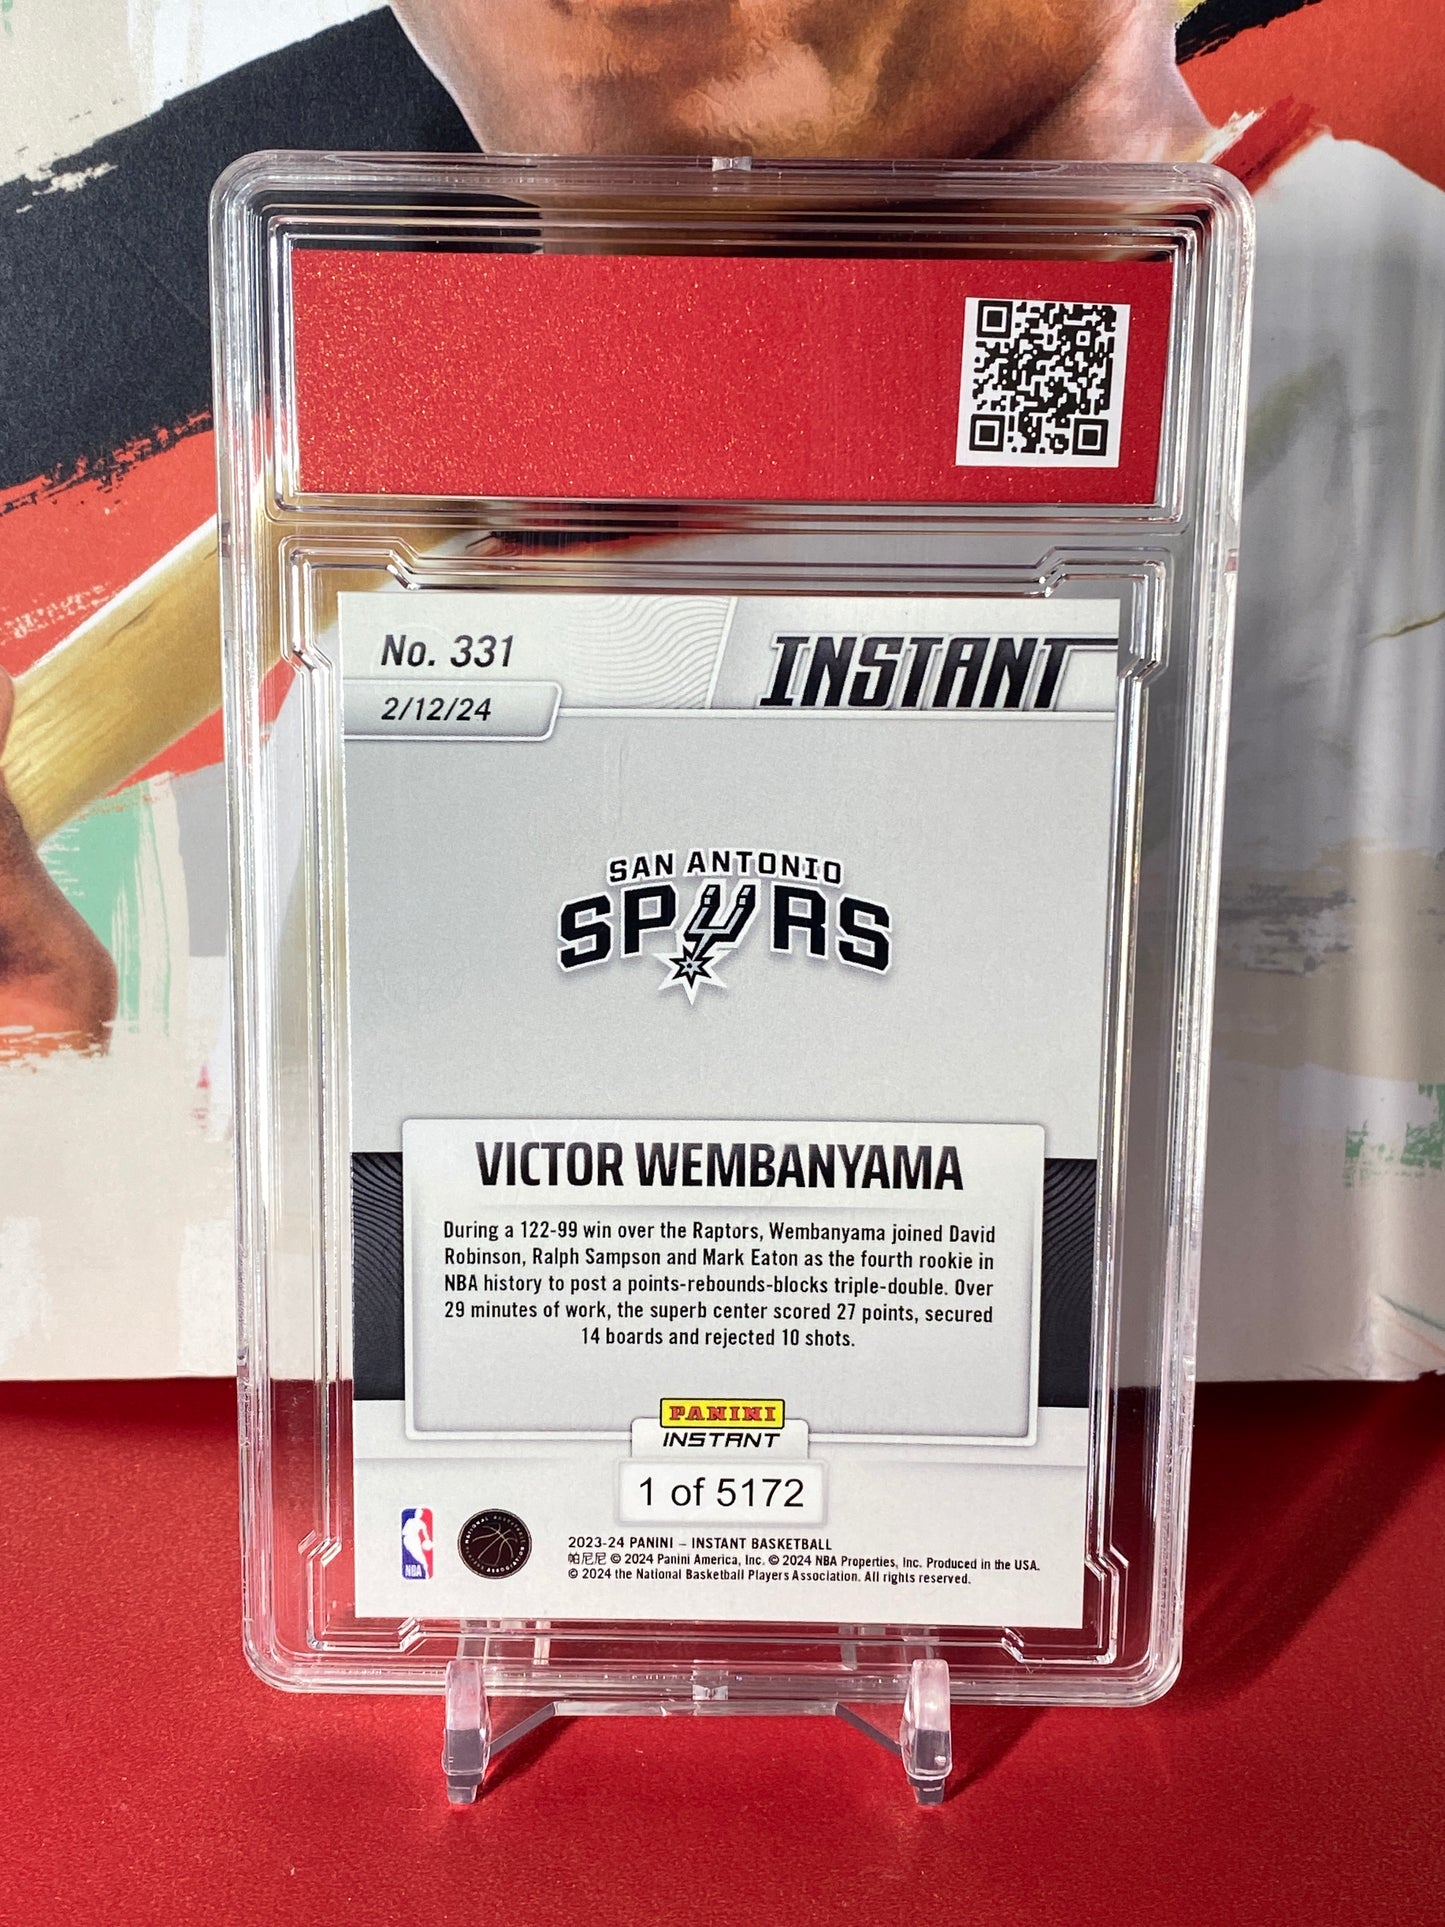 No. 331
INSTANT
2/12/24
SAN ANTONIO
SPURS
VICTOR WEMBANYAMA
During a 122-99 win over the Raptors, Wembanyama joined David
Robinson, Ralph Sampson and Mark Eaton as the fourth rookie in
NBA history to post a points-rebounds-blocks triple-double. Over
29 minutes of work, the superb center scored 27 points, secured
14 boards and rejected 10 shots.
PANINI
INSTANT
1 of 5172
NBA
2023-24 PANINI – INSTANT BASKETBALL
帕尼尼 © 2024 Panini America, Inc. © 2024 NBA Properties, Inc. Produced in the USA.
© 2024 the National Basketball Players Association. All rights reserved.